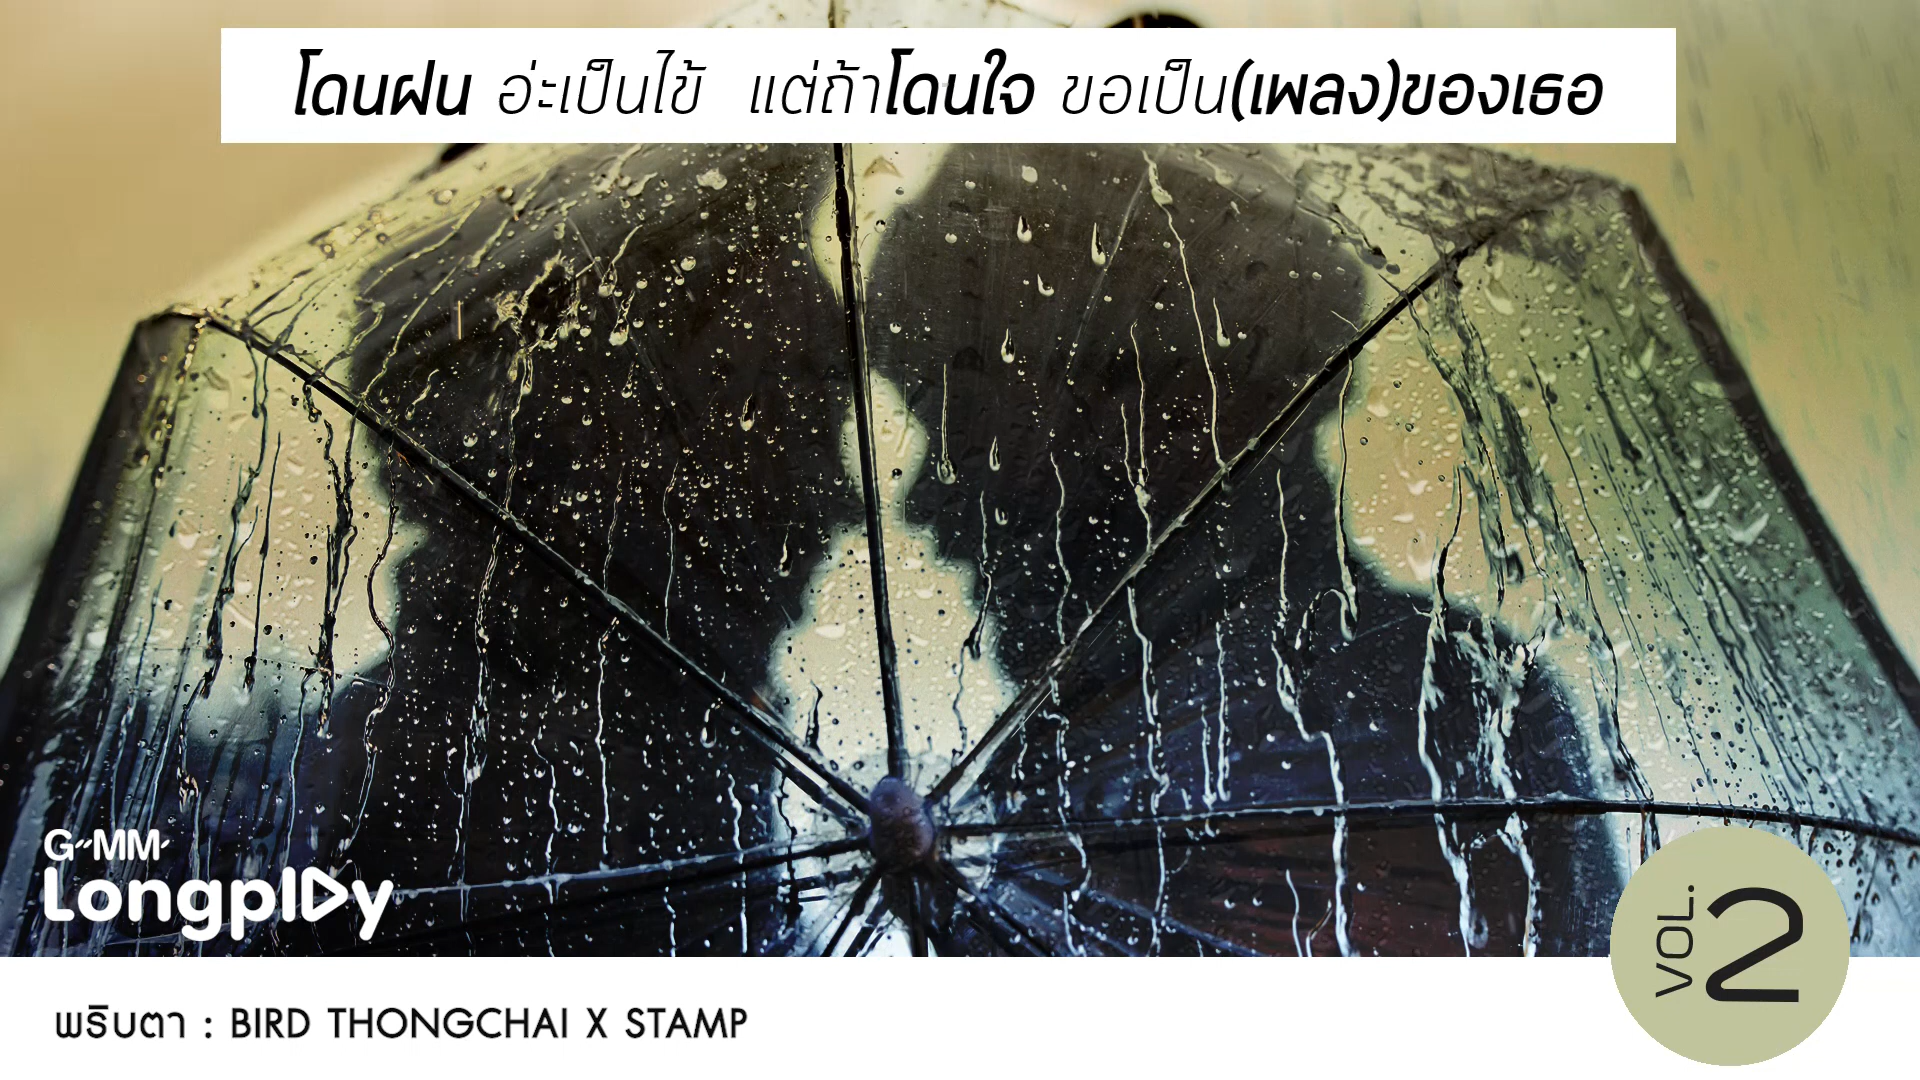 โดนฝน อ่ะเป็นไข้ แต่ถ้าโดนใจ ขอเป็น(เพลง)ของเธอ
GMM
Longplay
VOL. 2
พริบตา : BIRD THONGCHAI X STAMP